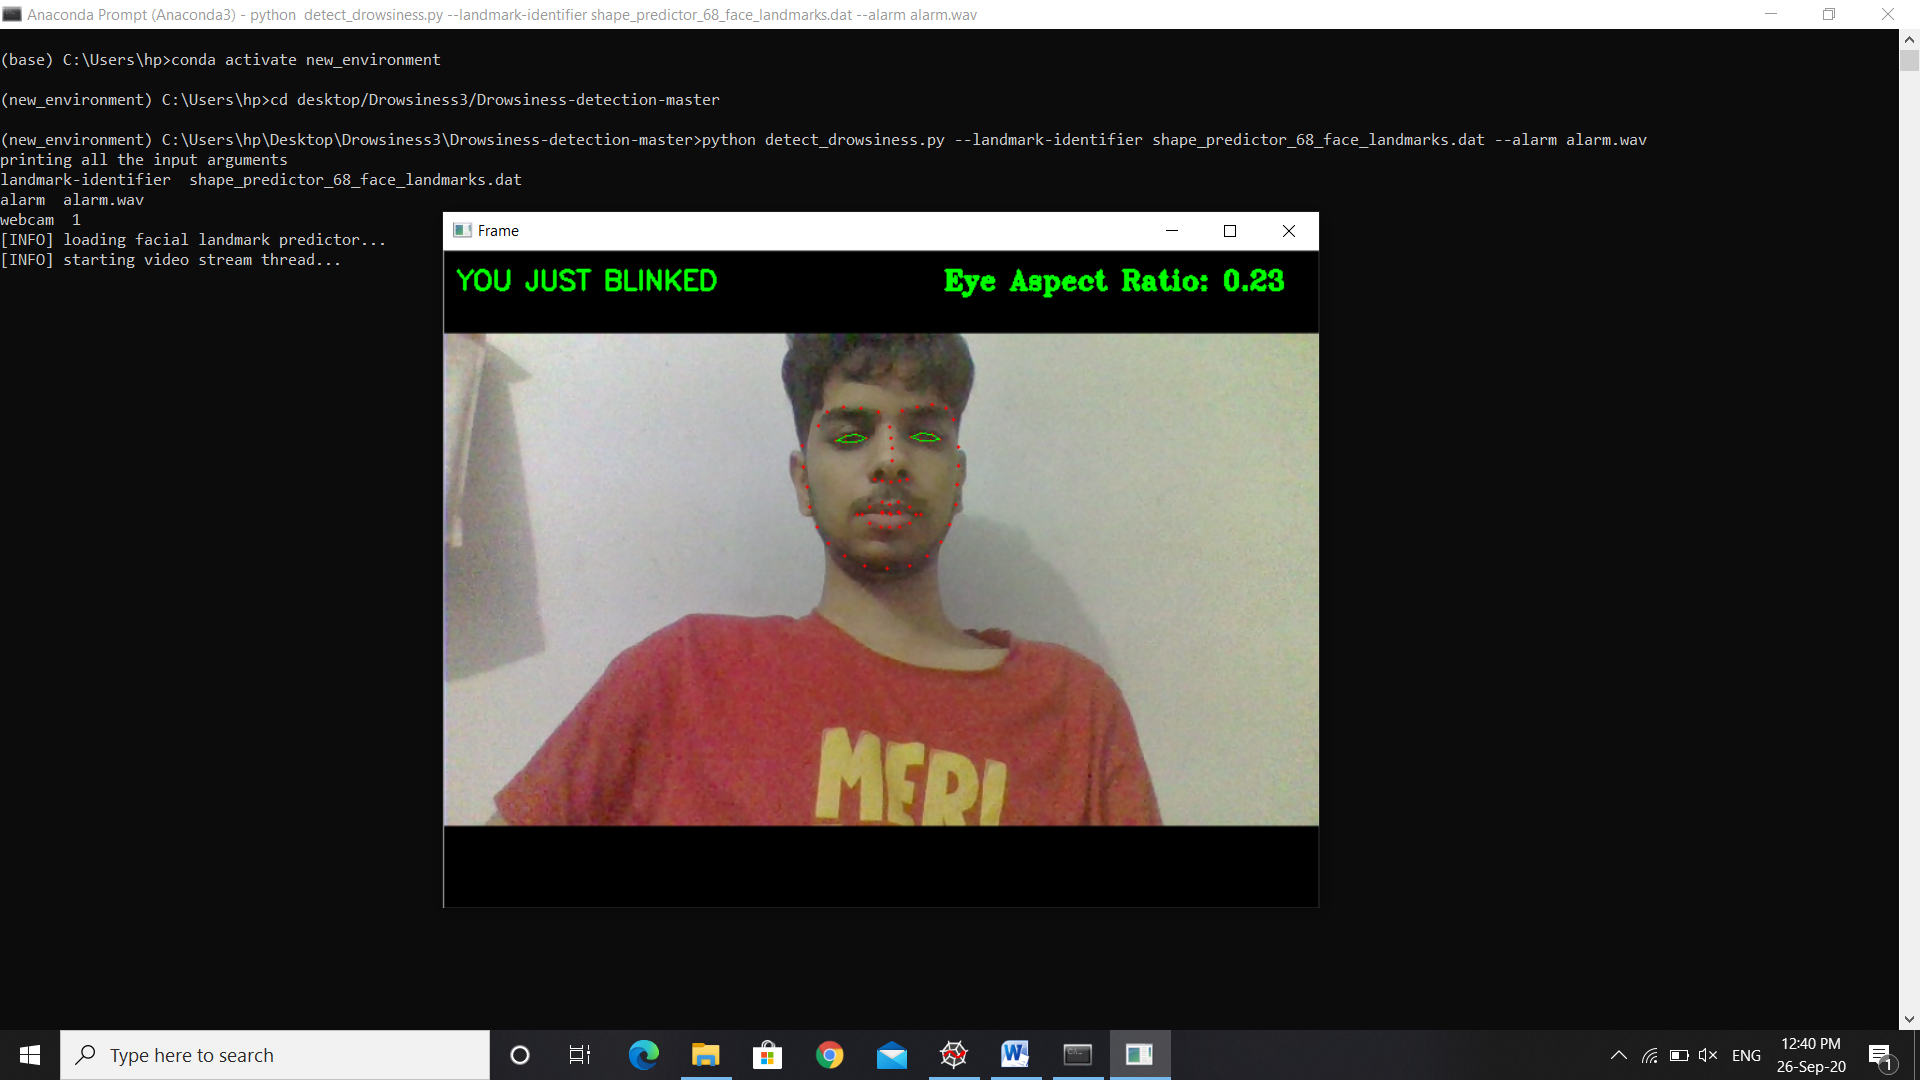 Anaconda Prompt (Anaconda3) - python  detect_drowsiness.py --landmark-identifier shape_predictor_68_face_landmarks.dat --alarm alarm.wav
(base) C:\Users\hp>conda activate new_environment
(new_environment) C:\Users\hp>cd desktop/Drowsiness3/Drowsiness-detection-master
(new_environment) C:\Users\hp\Desktop\Drowsiness3\Drowsiness-detection-master>python detect_drowsiness.py --landmark-identifier shape_predictor_68_face_landmarks.dat --alarm alarm.wav
printing all the input arguments
landmark-identifier  shape_predictor_68_face_landmarks.dat
alarm  alarm.wav
webcam  1
[INFO] loading facial landmark predictor...
[INFO] starting video stream thread...
Frame
YOU JUST BLINKED
Eye Aspect Ratio: 0.23
MERI
Type here to search
ENG
12:40 PM
26-Sep-20
1